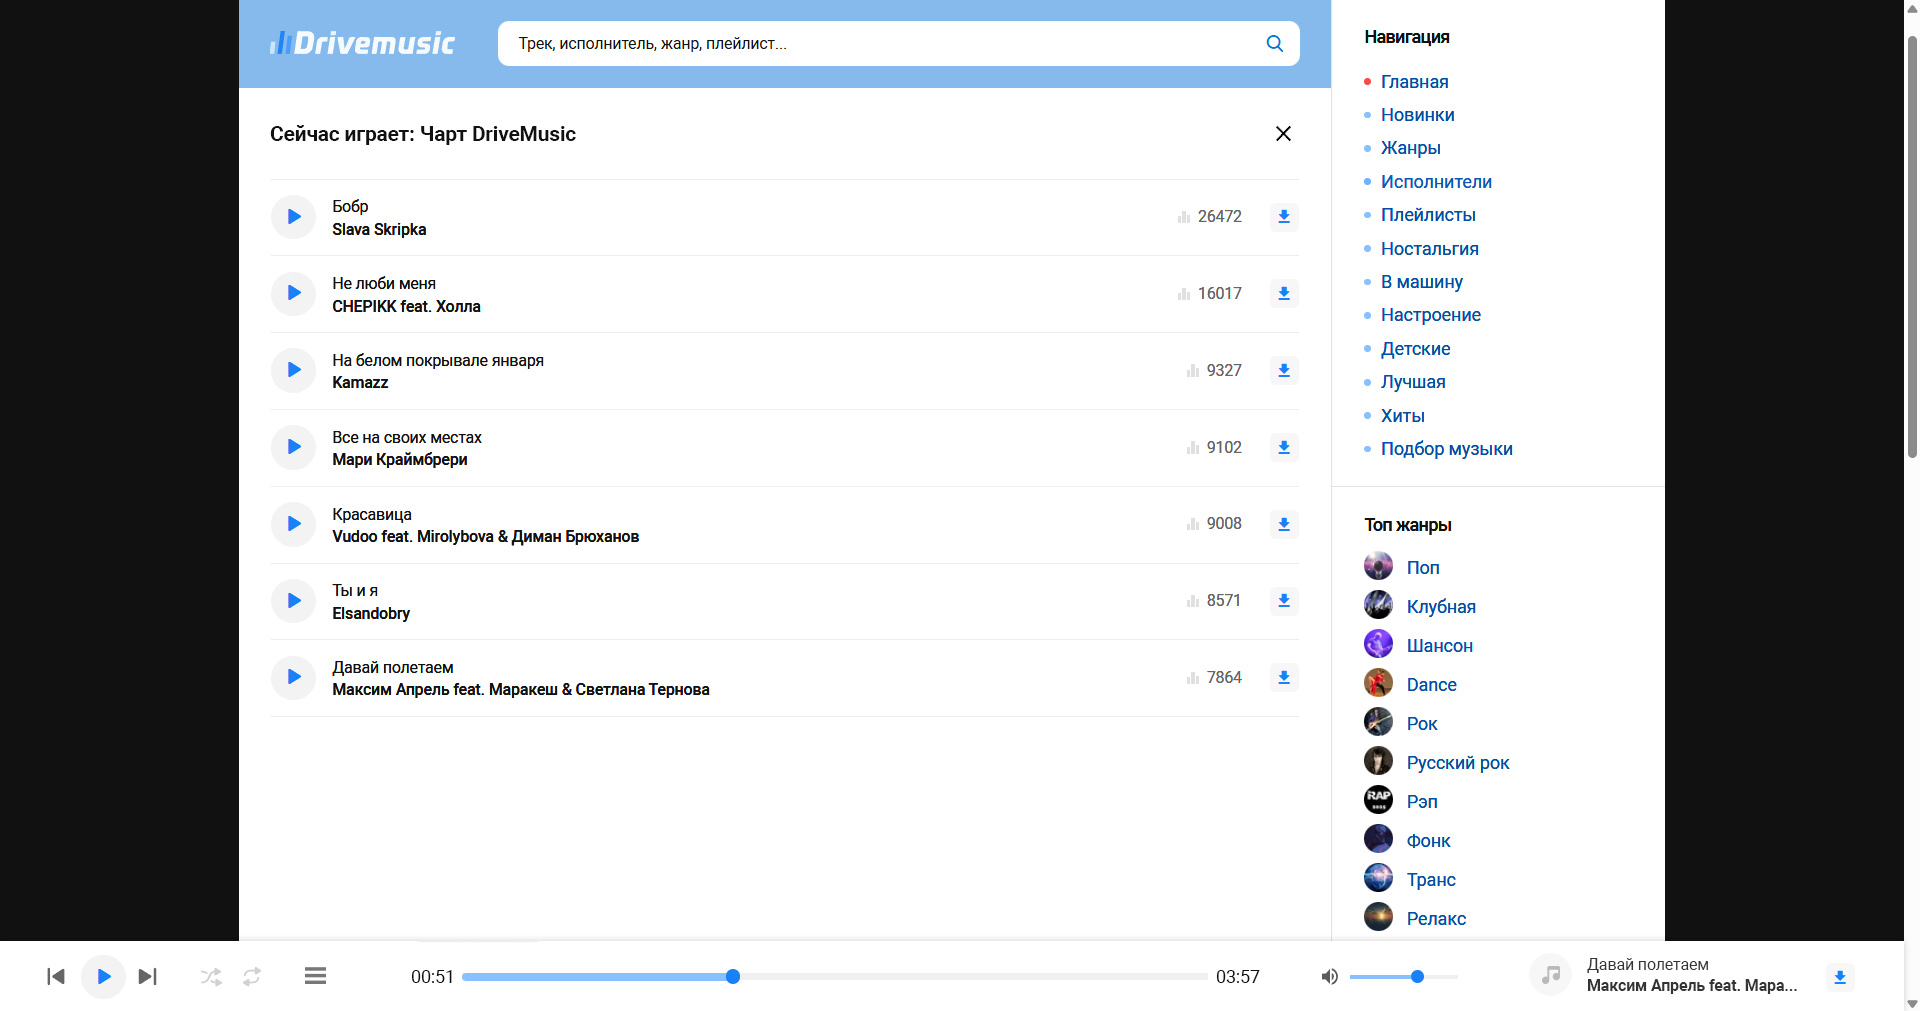 Drivemusic
Трек, исполнитель, жанр, плейлист...
Сейчас играет: Чарт DriveMusic
Бобр
Slava Skripka
26472
Не люби меня
CHEPIKK feat. Холла
16017
На белом покрывале января
Kamazz
9327
Все на своих местах
Мари Краймбрери
9102
Красавица
Vudoo feat. Mirolybova & Диман Брюханов
9008
Ты и я
Elsandobry
8571
Давай полетаем
Максим Апрель feat. Маракеш & Светлана Тернова
7864
Навигация
Главная
Новинки
Жанры
Исполнители
Плейлисты
Ностальгия
В машину
Настроение
Детские
Лучшая
Хиты
Подбор музыки
Топ жанры
Поп
Клубная
Шансон
Dance
Рок
Русский рок
RAP
Рэп
Фонк
Транс
Релакс
00:51
03:57
Давай полетаем
Максим Апрель feat. Мара...